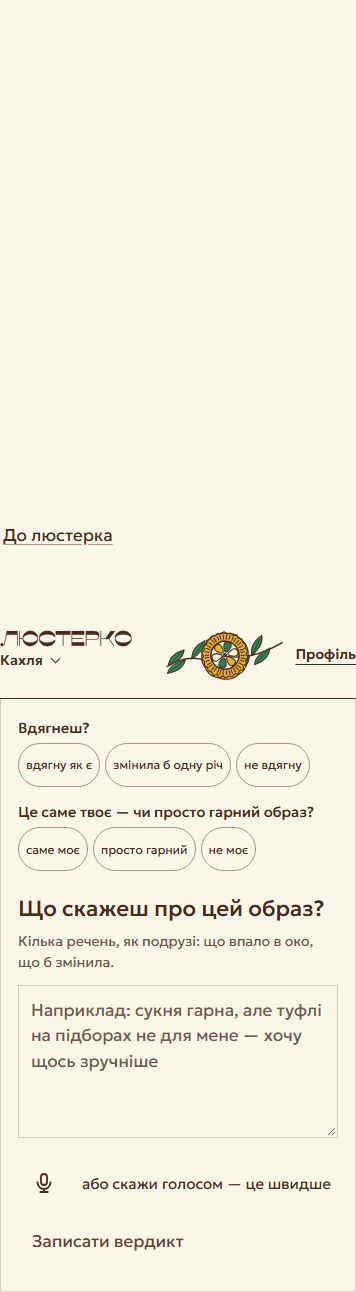 До люстерка
ЛЮСТЕРКО
Кахля
Профіль
Вдягнеш?
вдягну як є
змінила б одну річ
не вдягну
Це саме твоє — чи просто гарний образ?
саме моє
просто гарний
не моє
Що скажеш про цей образ?
Кілька речень, як подрузі: що впало в око,
що б змінила.
Наприклад: сукня гарна, але туфлі
на підборах не для мене — хочу
щось зручніше
або скажи голосом — це швидше
Записати вердикт